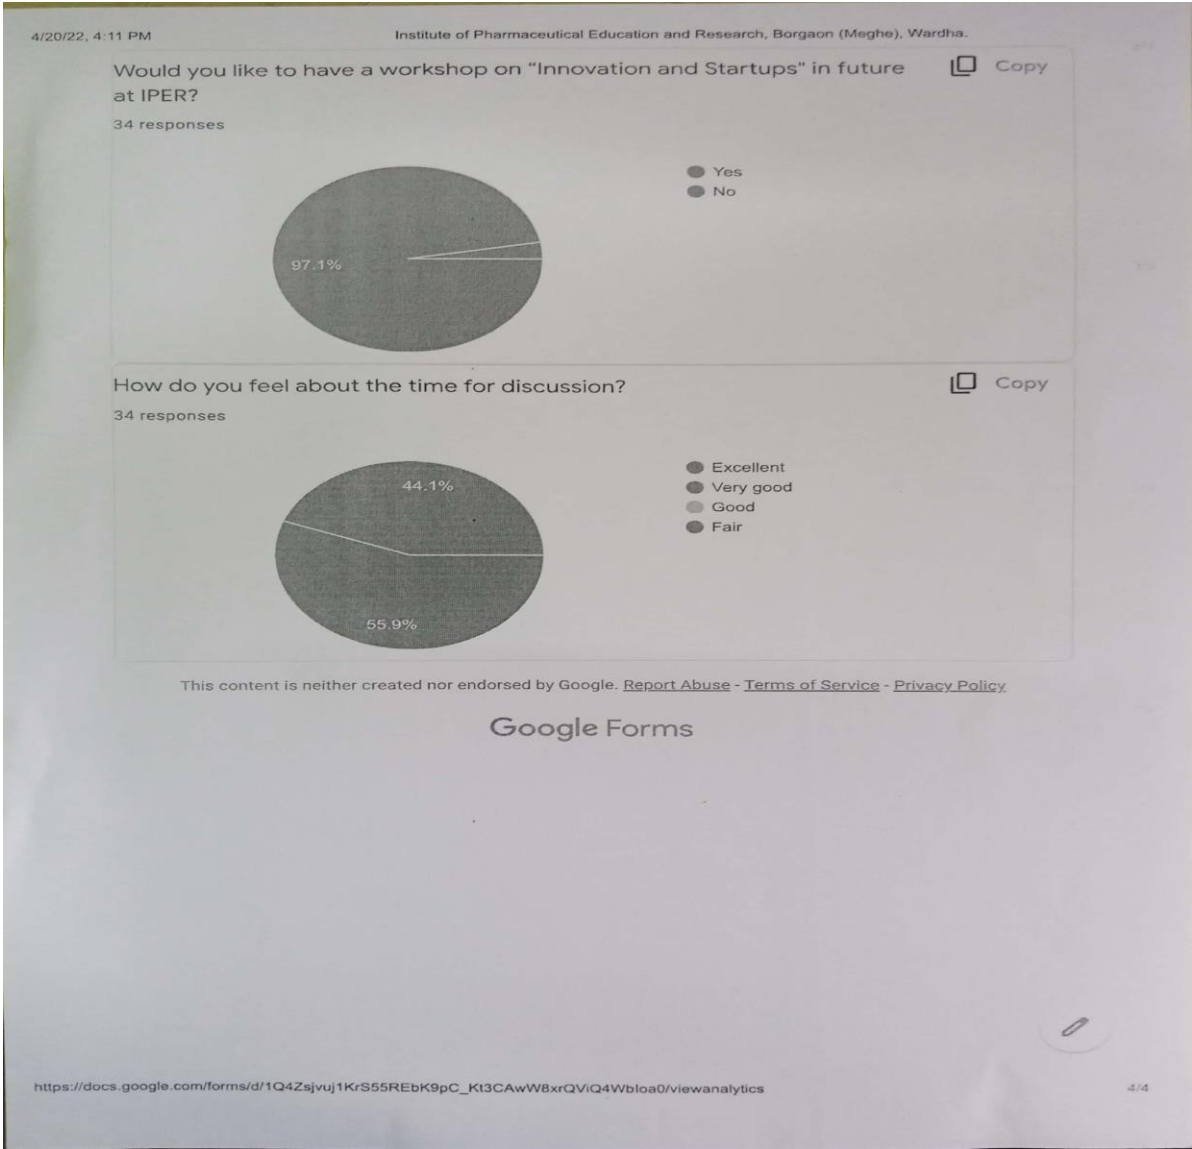 4/20/22, 4:11 PM
Institute of Pharmaceutical Education and Research, Borgaon (Meghe), Wardha.
Would you like to have a workshop on “Innovation and Startups" in future
at IPER?
Copy
34 responses
Yes
No
97.1%
How do you feel about the time for discussion?
Copy
34 responses
Excellent
Very good
Good
Fair
44.1%
55.9%
This content is neither created nor endorsed by Google. Report Abuse - Terms of Service - Privacy Policy
Google Forms
https://docs.google.com/forms/d/1Q4Zsjvuj1KrS55REbK9pC_Kt3CAwW8xrQViQ4Wbloa0/viewanalytics
4/4